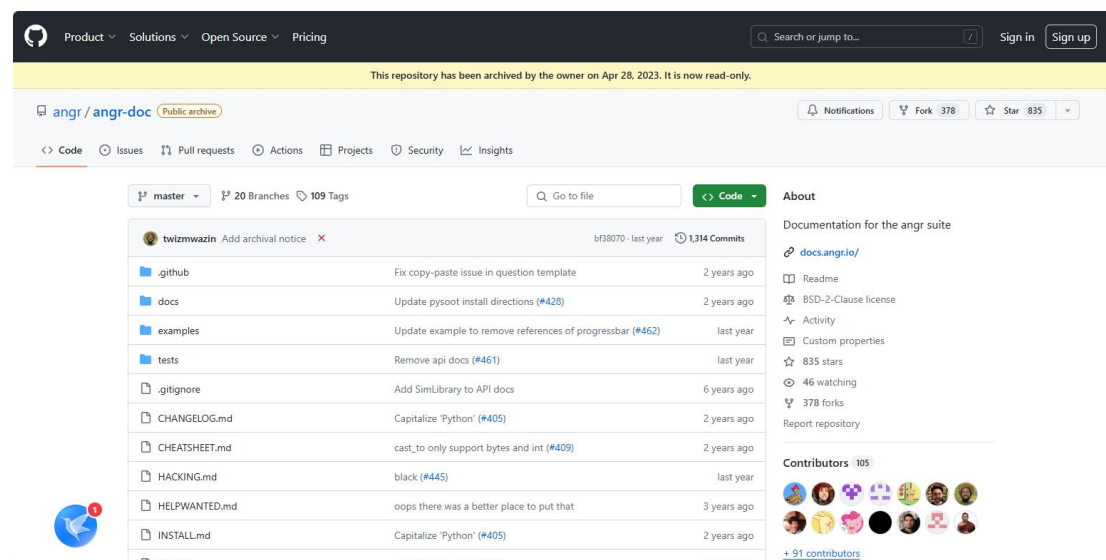 Product Solutions Open Source Pricing Search or jump to... / Sign in Sign up
This repository has been archived by the owner on Apr 28, 2023. It is now read-only.
angr / angr-doc Public archive Notifications Fork 378 Star 835
<> Code Issues Pull requests Actions Projects Security Insights
master 20 Branches 109 Tags Go to file <> Code
twizmwazin Add archival notice bf38070 · last year 1,314 Commits
.github Fix copy-paste issue in question template 2 years ago
docs Update pysoot install directions (#428) 2 years ago
examples Update example to remove references of progressbar (#462) last year
tests Remove api docs (#461) last year
.gitignore Add SimLibrary to API docs 6 years ago
CHANGELOG.md Capitalize 'Python' (#405) 2 years ago
CHEATSHEET.md cast_to only support bytes and int (#409) 2 years ago
HACKING.md black (#445) last year
HELPWANTED.md oops there was a better place to put that 3 years ago
INSTALL.md Capitalize 'Python' (#405) 2 years ago
About
Documentation for the angr suite
docs.angr.io/
Readme
BSD-2-Clause license
Activity
Custom properties
835 stars
46 watching
378 forks
Report repository
Contributors 105
+ 91 contributors
1